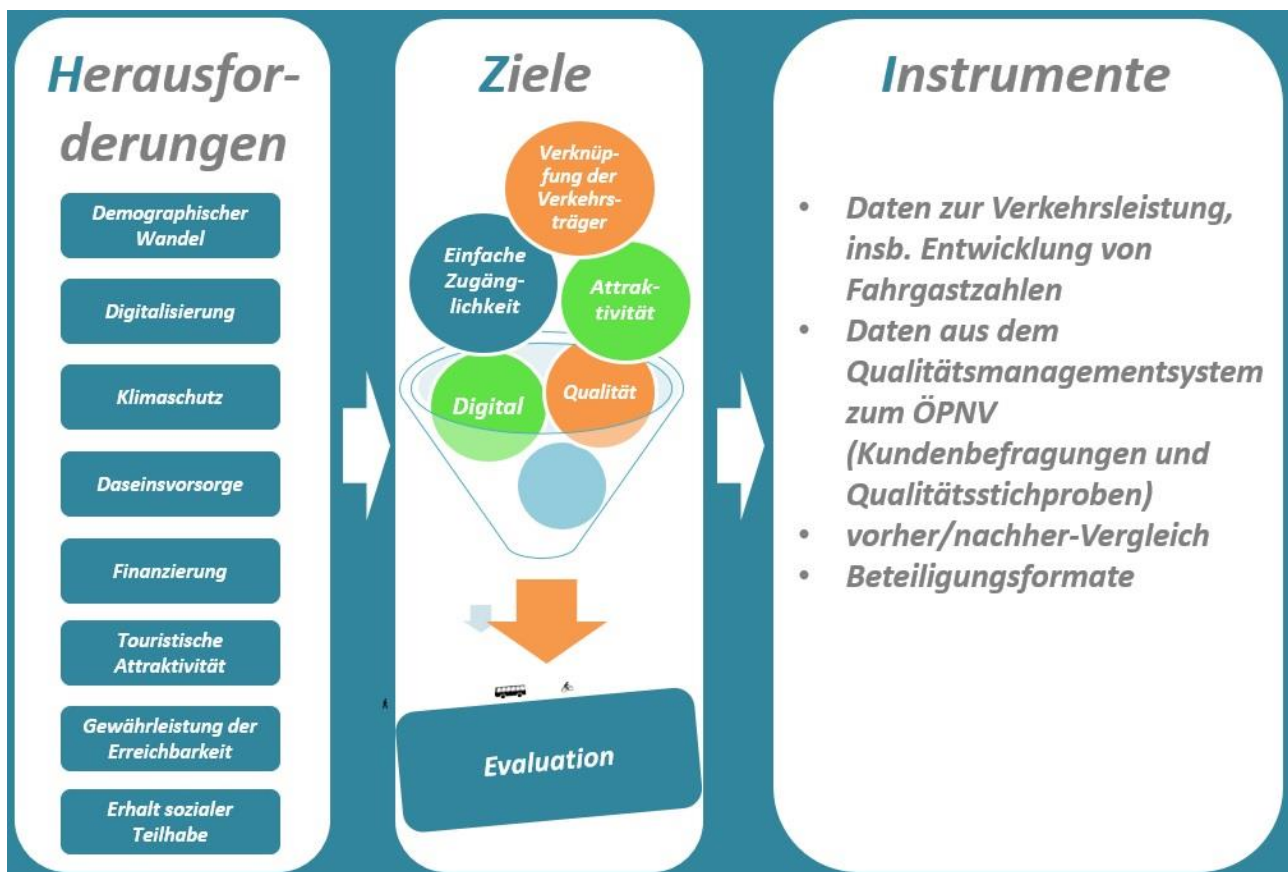 Herausfor-
derungen
Demographischer
Wandel
Digitalisierung
Klimaschutz
Daseinsvorsorge
Finanzierung
Touristische
Attraktivität
Gewährleistung der
Erreichbarkeit
Erhalt sozialer
Teilhabe
Ziele
Verknüp-
fung der
Verkehrs-
träger
Einfache
Zugäng-
lichkeit
Attrak-
tivität
Digital
Qualität
Evaluation
Instrumente
• Daten zur Verkehrsleistung,
insb. Entwicklung von
Fahrgastzahlen
• Daten aus dem
Qualitätsmanagementsystem
zum ÖPNV
(Kundenbefragungen und
Qualitätsstichproben)
• vorher/nachher-Vergleich
• Beteiligungsformate